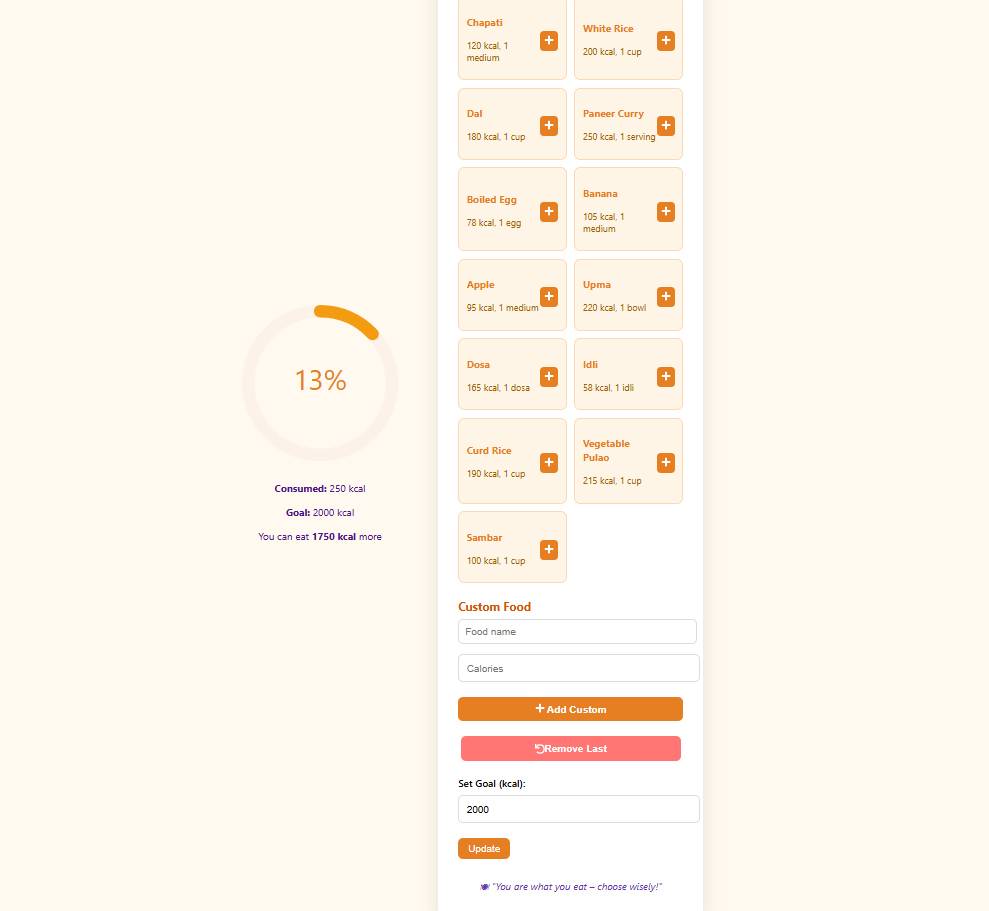 Chapati
120 kcal, 1
medium
White Rice
200 kcal, 1 cup
Dal
180 kcal, 1 cup
Paneer Curry
250 kcal, 1 serving
Boiled Egg
78 kcal, 1 egg
Banana
105 kcal, 1
medium
Apple
95 kcal, 1 medium
Upma
220 kcal, 1 bowl
Dosa
165 kcal, 1 dosa
Idli
58 kcal, 1 idli
Curd Rice
190 kcal, 1 cup
Vegetable
Pulao
215 kcal, 1 cup
Sambar
100 kcal, 1 cup
13%
Consumed: 250 kcal
Goal: 2000 kcal
You can eat 1750 kcal more
Custom Food
Food name
Calories
Add Custom
Remove Last
Set Goal (kcal):
2000
Update
"You are what you eat – choose wisely!"